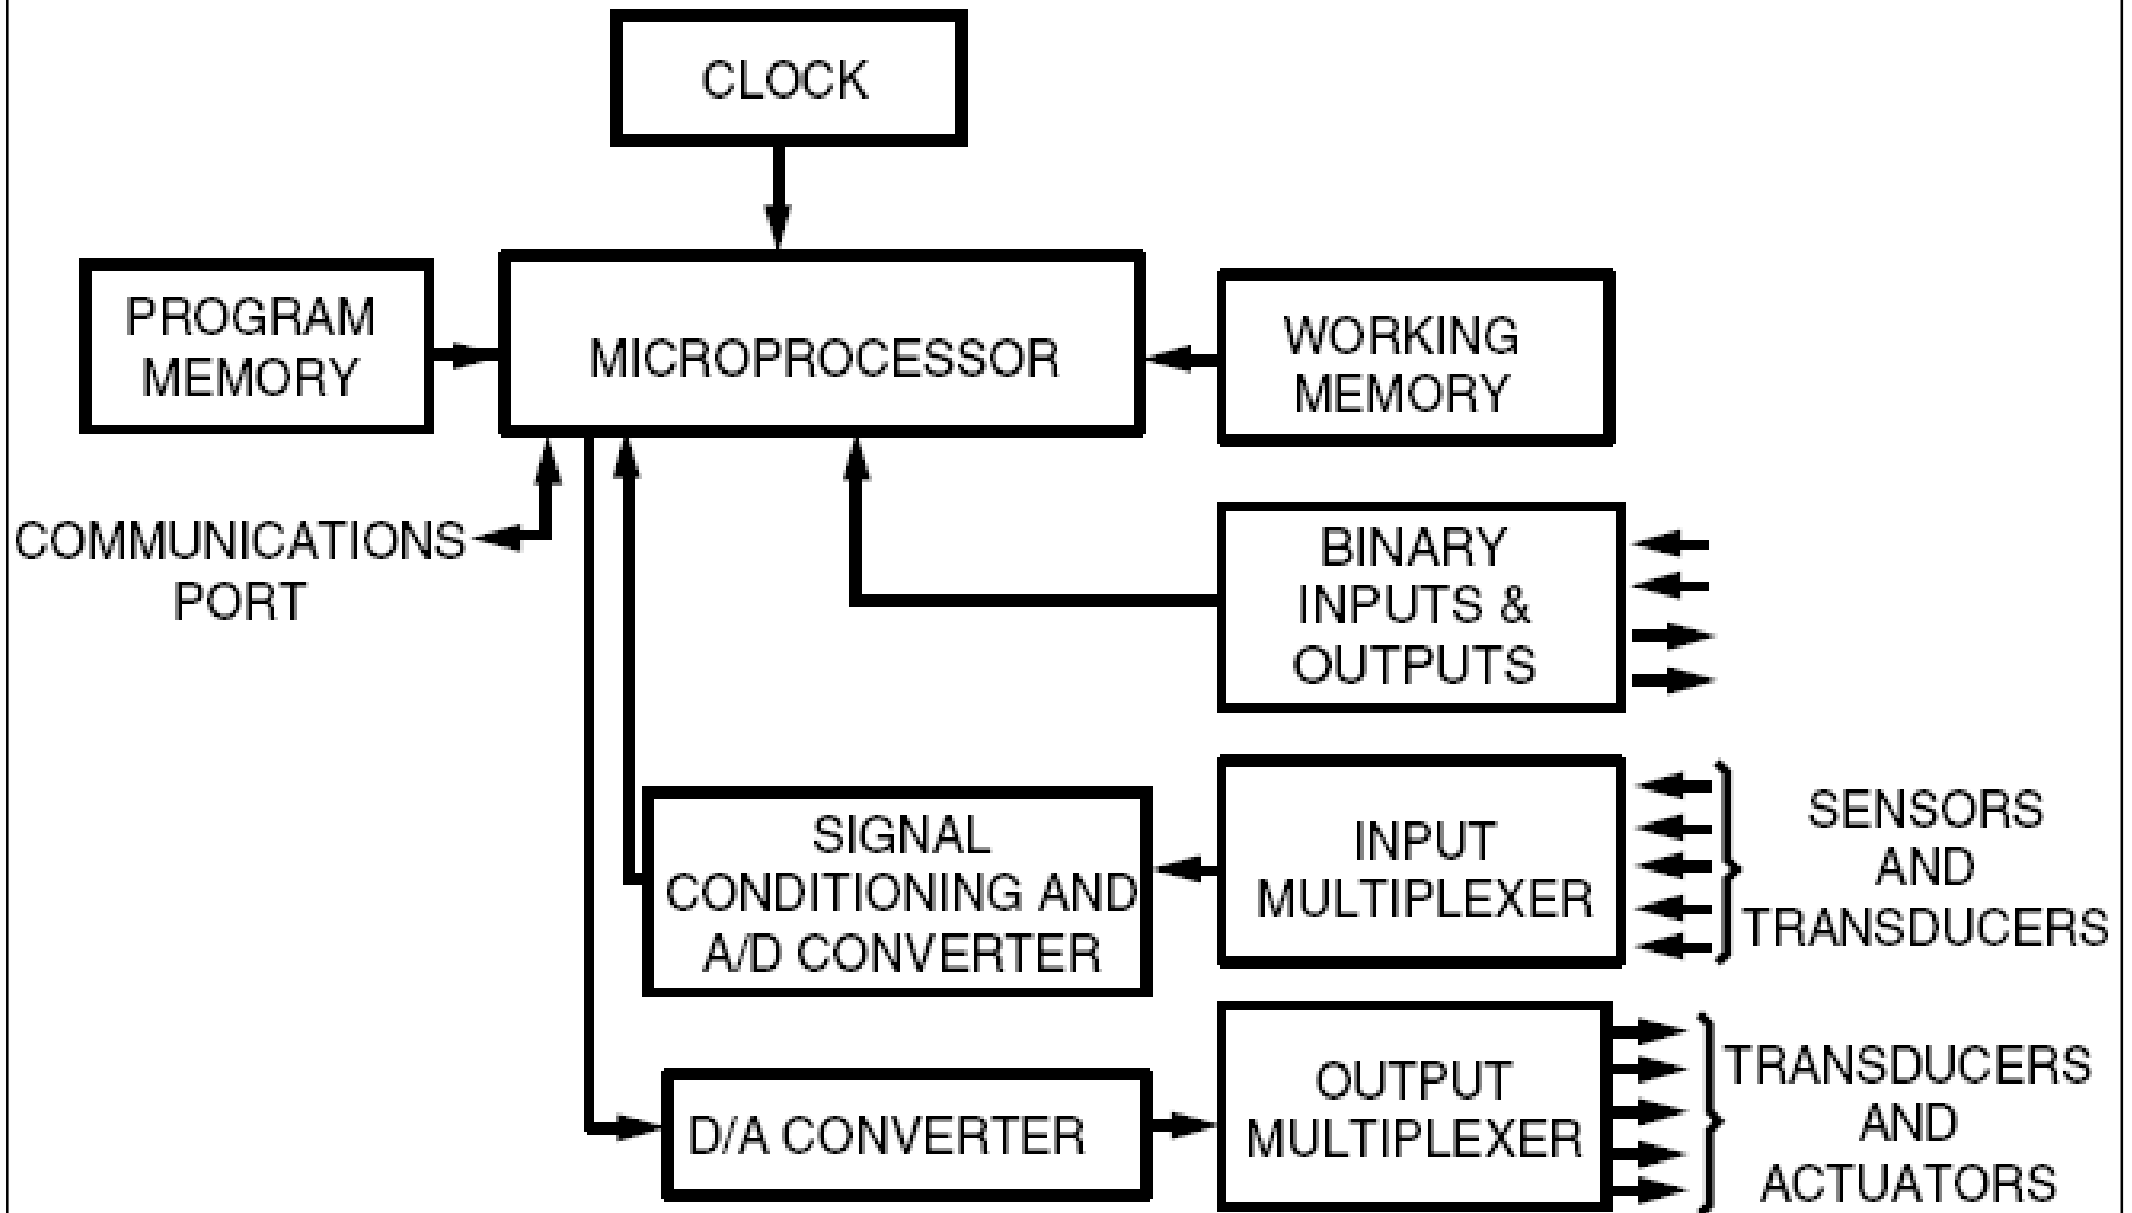 CLOCK
PROGRAM
MEMORY
MICROPROCESSOR
WORKING
MEMORY
COMMUNICATIONS
PORT
BINARY
INPUTS &
OUTPUTS
SIGNAL
CONDITIONING AND
A/D CONVERTER
INPUT
MULTIPLEXER
SENSORS
AND
TRANSDUCERS
D/A CONVERTER
OUTPUT
MULTIPLEXER
TRANSDUCERS
AND
ACTUATORS